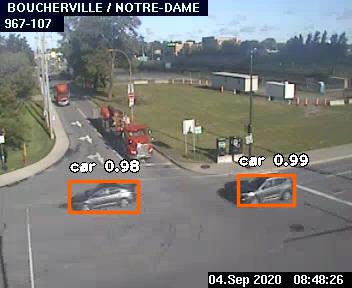 BOUCHERVILLE / NOTRE-DAME
967-107
car 0.98
car 0.99
04.Sep 2020 08:48:26